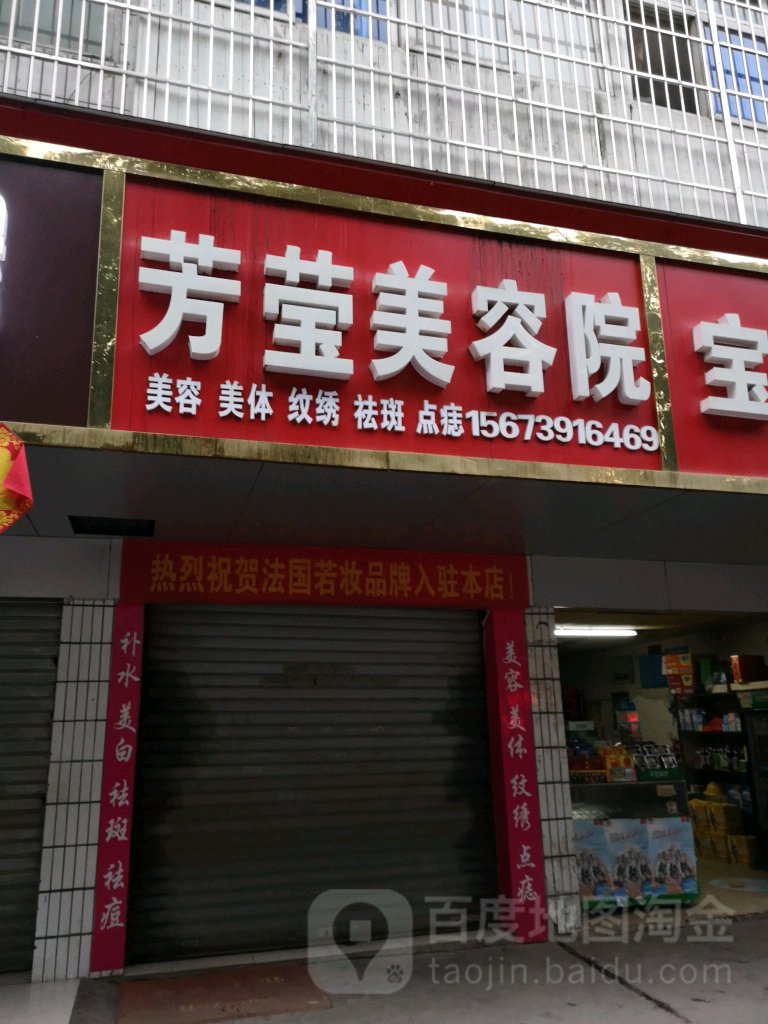 芳莹美容院
美容 美体 纹绣 祛斑 点痣15673916469
宝
热烈祝贺法国若妆品牌入驻本店!
补水 美白 祛斑 祛痘
美容 美体 纹绣 点痣
百度地图淘金
taojin.baidu.com